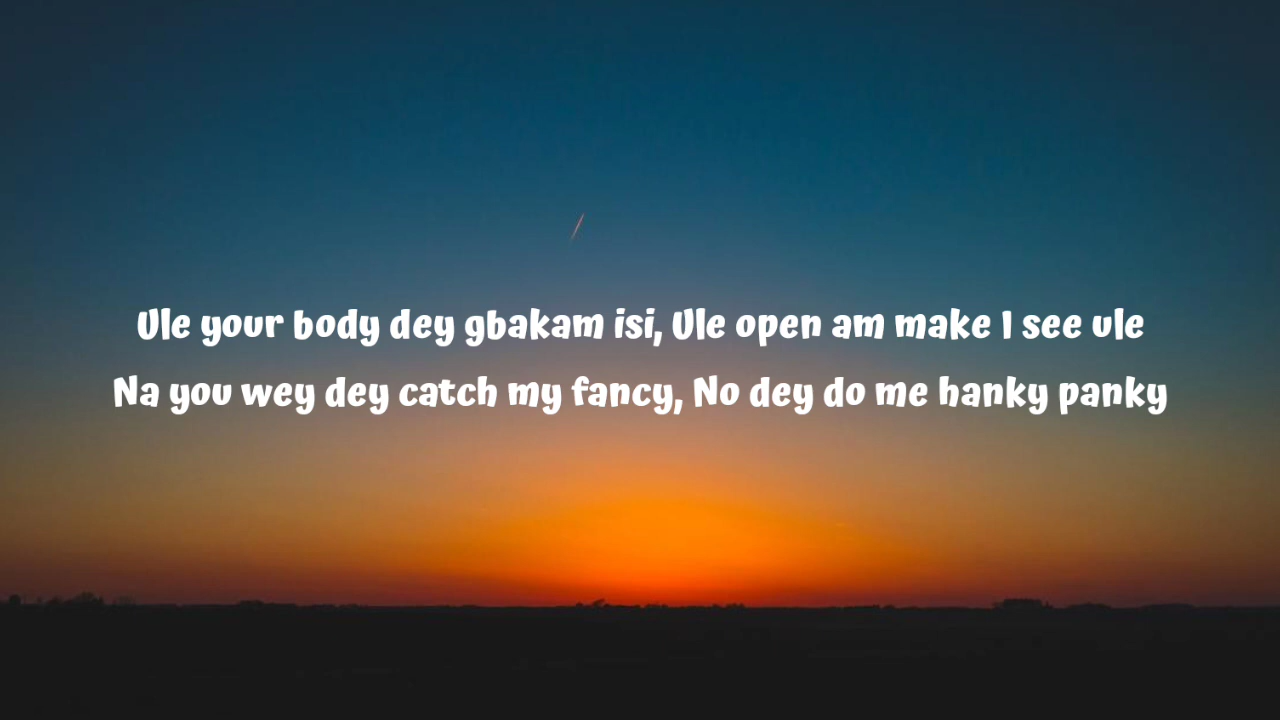 Ule your body dey gbakam isi, Ule open am make I see ule
Na you wey dey catch my fancy, No dey do me hanky panky